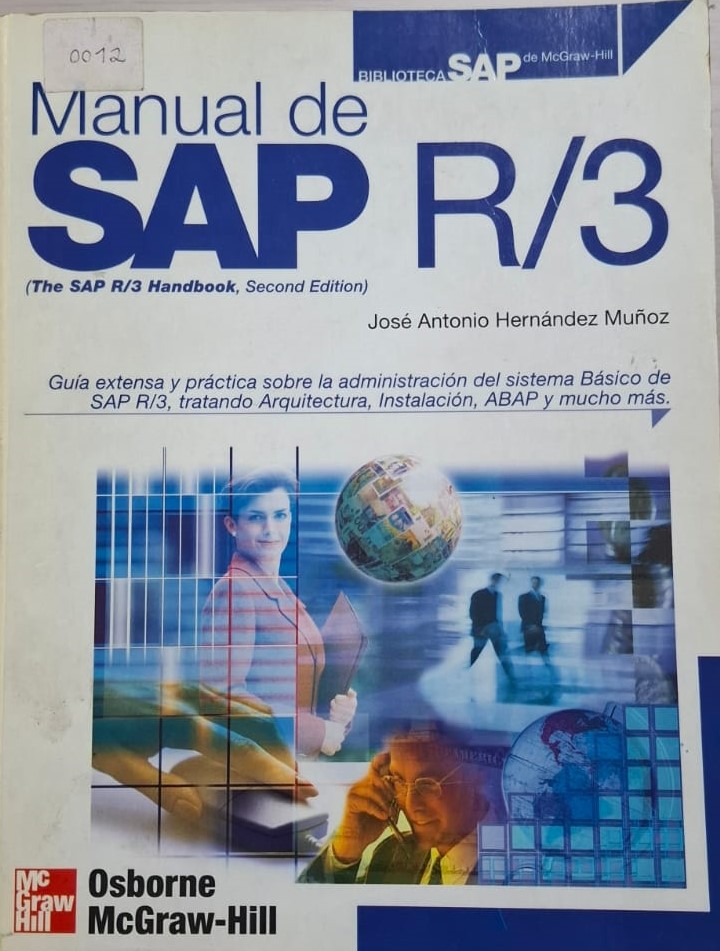 0012
BIBLIOTECA SAP de McGraw-Hill
Manual de
SAP R/3
(The SAP R/3 Handbook, Second Edition)
José Antonio Hernández Muñoz
Guía extensa y práctica sobre la administración del sistema Básico de
SAP R/3, tratando Arquitectura, Instalación, ABAP y mucho más.
AMERIC
Mc
Graw
Hill
Osborne
McGraw-Hill